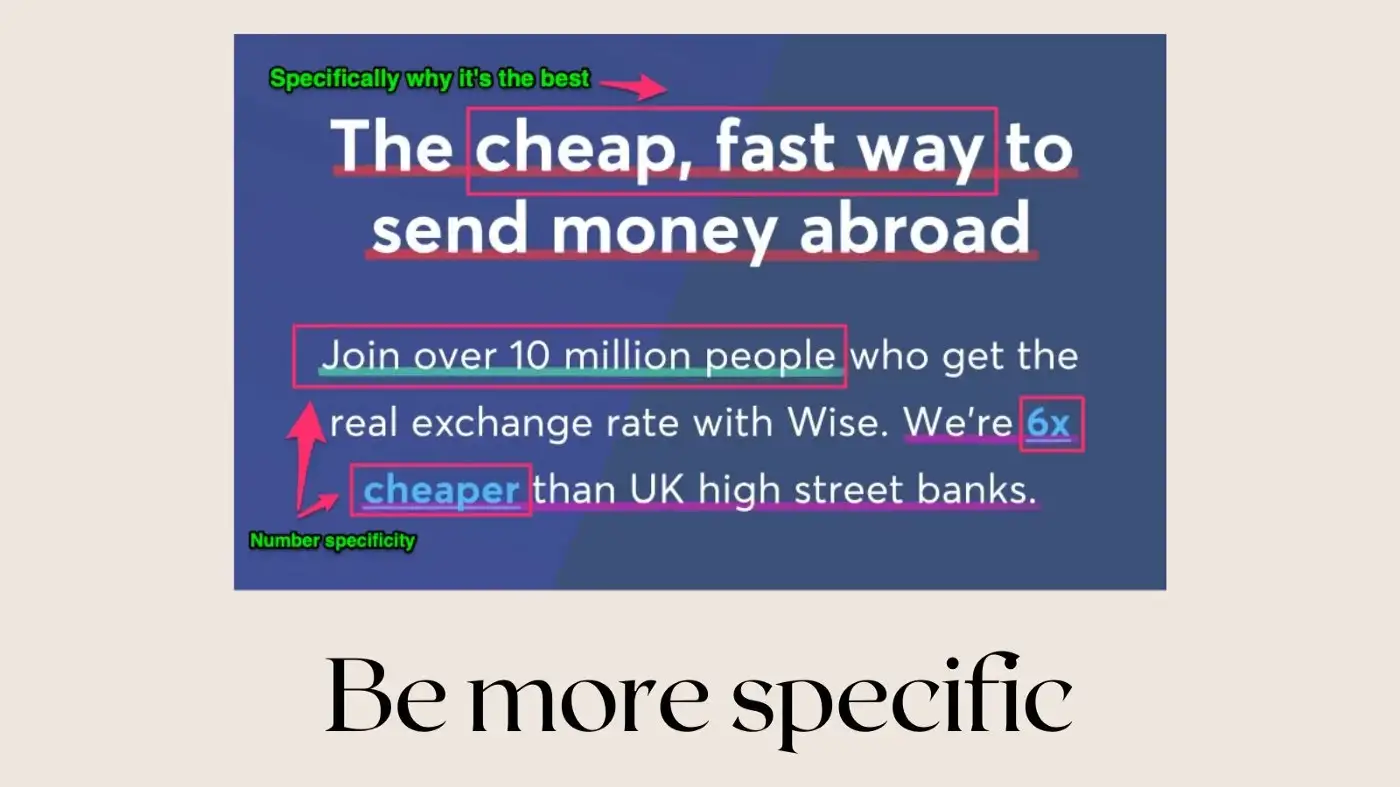 Specifically why it's the best
The cheap, fast way to
send money abroad
Join over 10 million people who get the
real exchange rate with Wise. We're 6x
cheaper than UK high street banks.
Number specificity
Be more specific